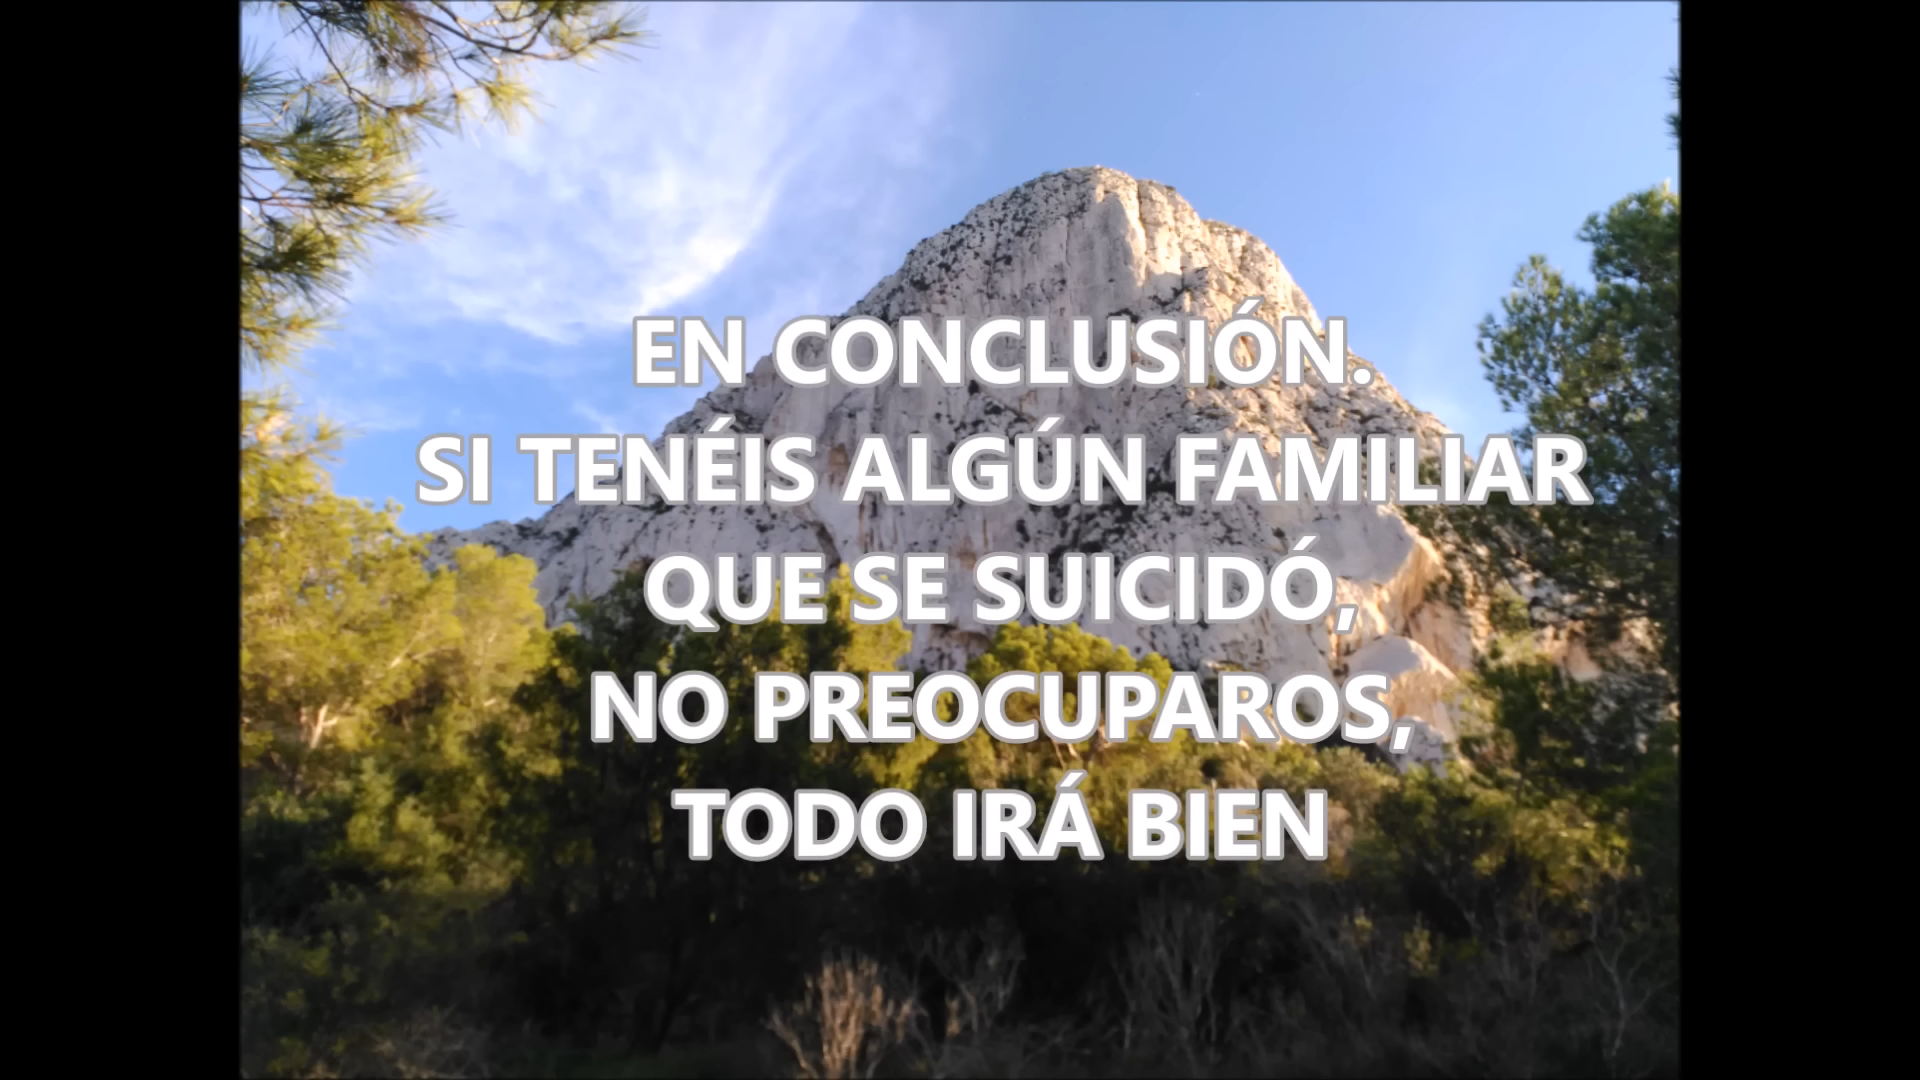 EN CONCLUSIÓN.
SI TENÉIS ALGÚN FAMILIAR
QUE SE SUICIDÓ,
NO PREOCUPAROS,
TODO IRÁ BIEN